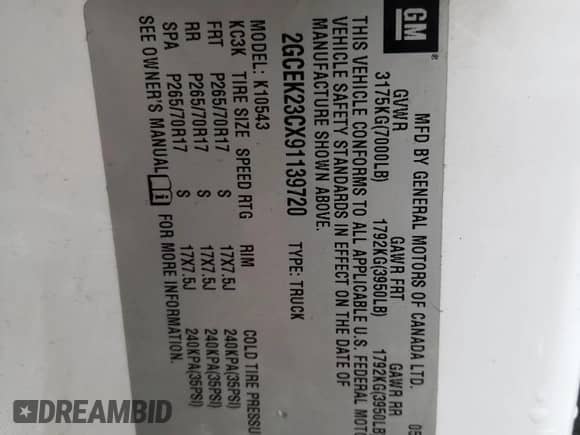 GM
®
MFD BY GENERAL MOTORS OF CANADA LTD. 05
GVWR GAWR FRT GAWR RR
3175KG(7000LB) 1792KG(3950LB) 1792KG(3950LB
THIS VEHICLE CONFORMS TO ALL APPLICABLE U.S. FEDERAL MOTO
VEHICLE SAFETY STANDARDS IN EFFECT ON THE DATE OF
MANUFACTURE SHOWN ABOVE.
2GCEK23CX91139720 TYPE: TRUCK
MODEL: K10543
KC3K TIRE SIZE SPEED RTG RIM COLD TIRE PRESSU
FRT P265/70R17 S 17X7.5J 240KPA(35PSI)
RR P265/70R17 S 17X7.5J 240KPA(35PSI)
SPA P265/70R17 S 17X7.5J 240KPA(35PSI)
SEE OWNER'S MANUAL i FOR MORE INFORMATION.
DREAMBID